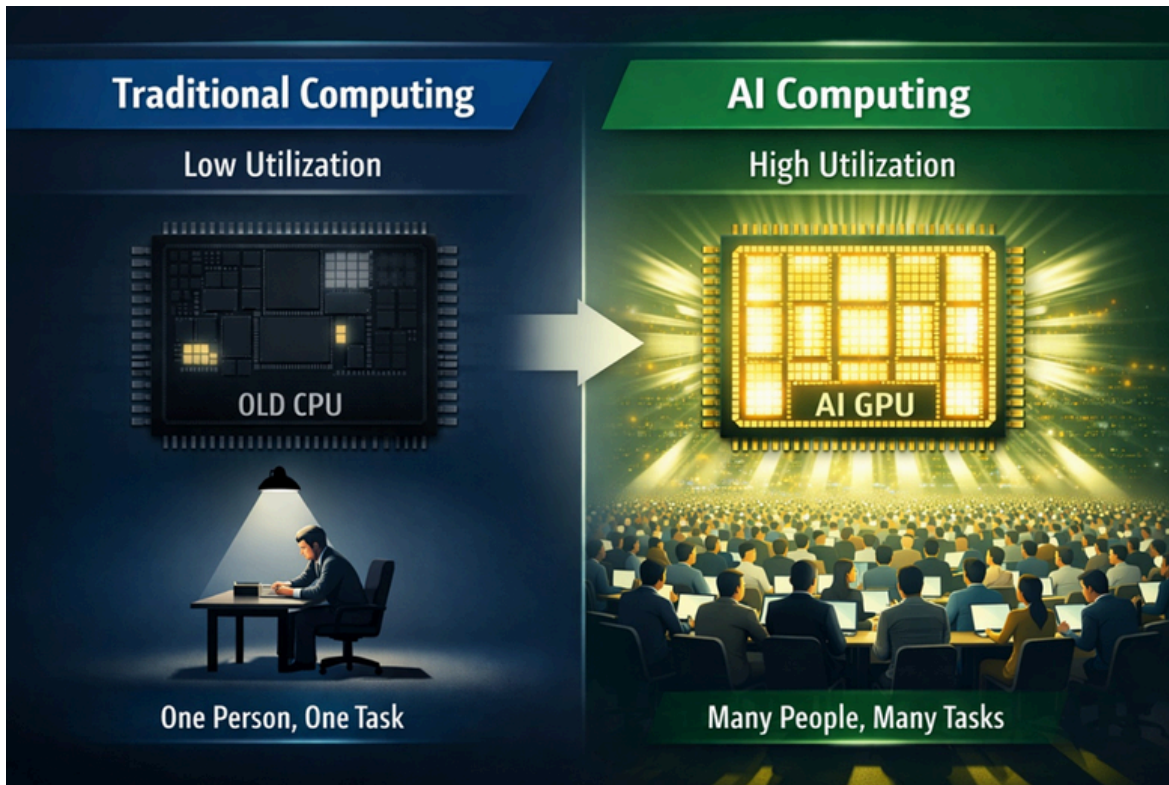 Traditional Computing
Low Utilization
OLD CPU
One Person, One Task
AI Computing
High Utilization
AI GPU
Many People, Many Tasks